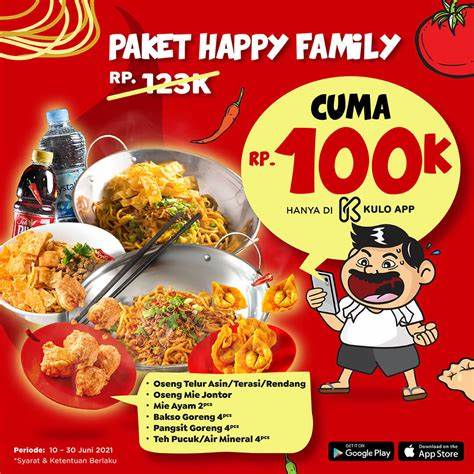 PAKET HAPPY FAMILY
RP. 123K
CUMA
RP. 100K
HANYA DI K KULO APP
• Oseng Telur Asin/Terasi/Rendang
• Oseng Mie Jontor
• Mie Ayam 2pcs
• Bakso Goreng 4pcs
• Pangsit Goreng 4pcs
• Teh Pucuk/Air Mineral 4pcs
Periode: 10 – 30 Juni 2021
*Syarat & Ketentuan Berlaku
GET IT ON
Google Play
Download on the
App Store